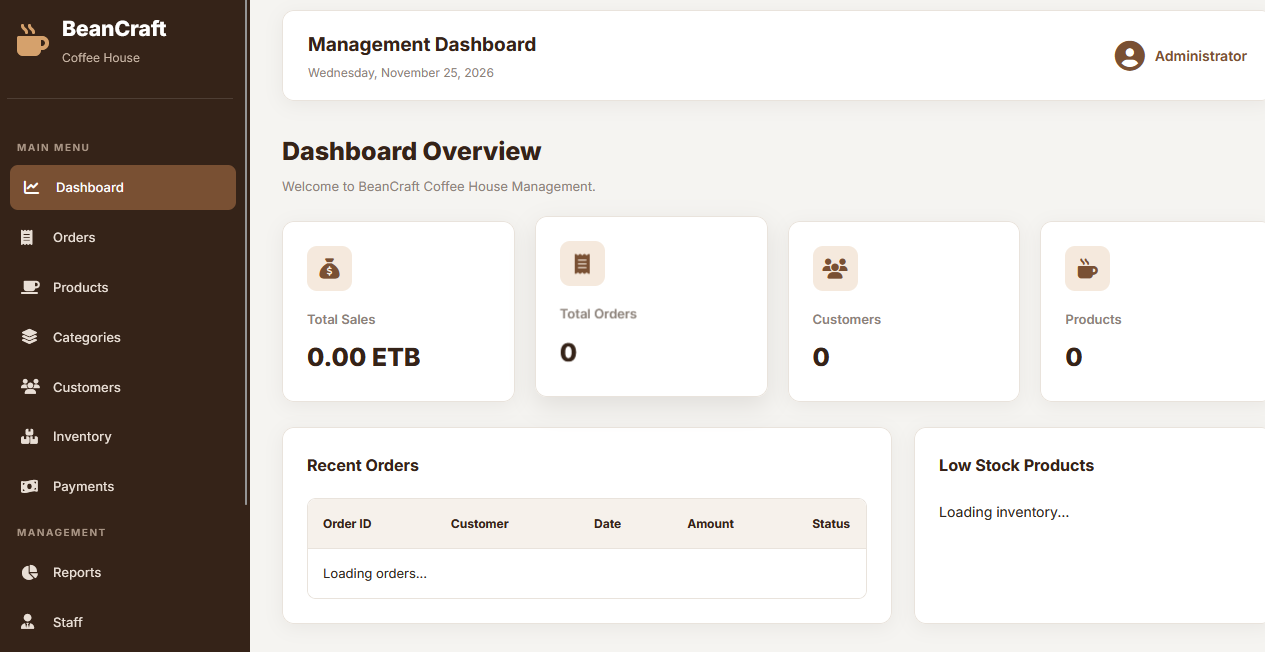 BeanCraft
Coffee House
MAIN MENU
Dashboard
Orders
Products
Categories
Customers
Inventory
Payments
MANAGEMENT
Reports
Staff
Management Dashboard
Wednesday, November 25, 2026
Administrator
Dashboard Overview
Welcome to BeanCraft Coffee House Management.
Total Sales
0.00 ETB
Total Orders
0
Customers
0
Products
0
Recent Orders
Order ID Customer Date Amount Status
Loading orders...
Low Stock Products
Loading inventory...